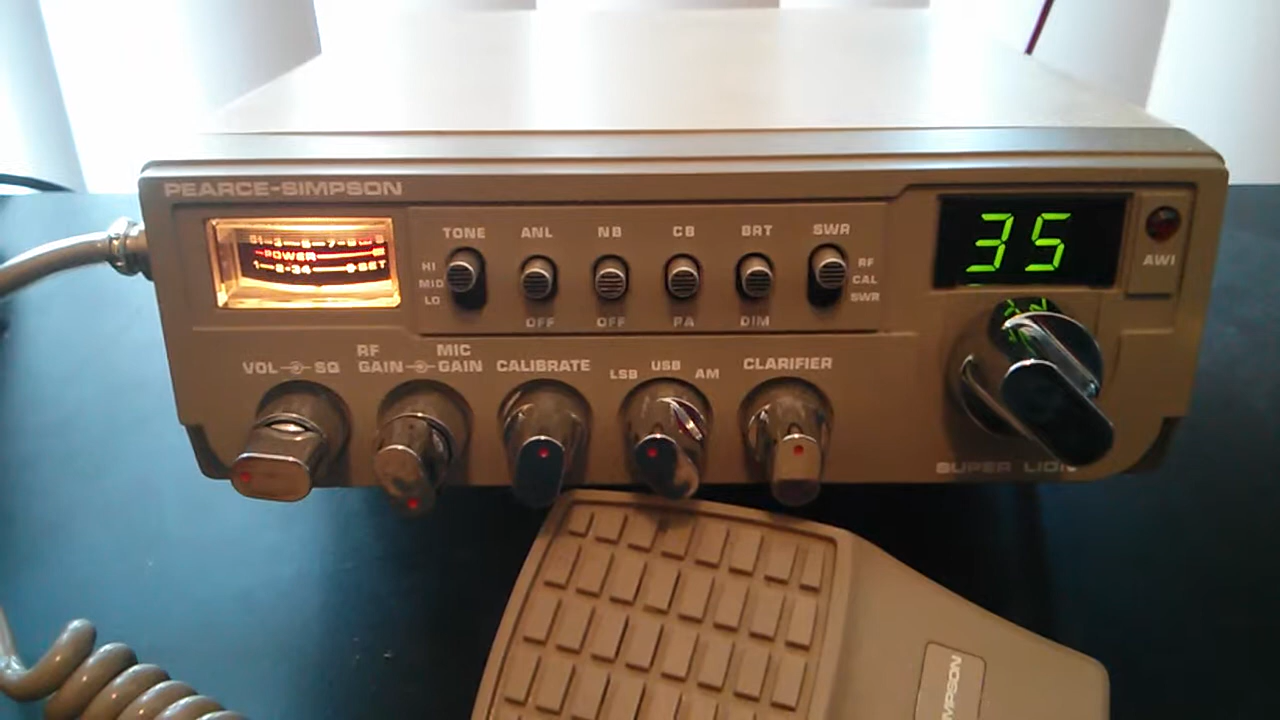 PEARCE-SIMPSON
35
AWI
TONE ANL NB CB BRT SWR
HI
MID
LO
RF
CAL
SWR
OFF OFF PA DIM
POWER
SET
VOL SQ
RF GAIN MIC GAIN
CALIBRATE
LSB USB AM
CLARIFIER
SUPER LION
MPSON